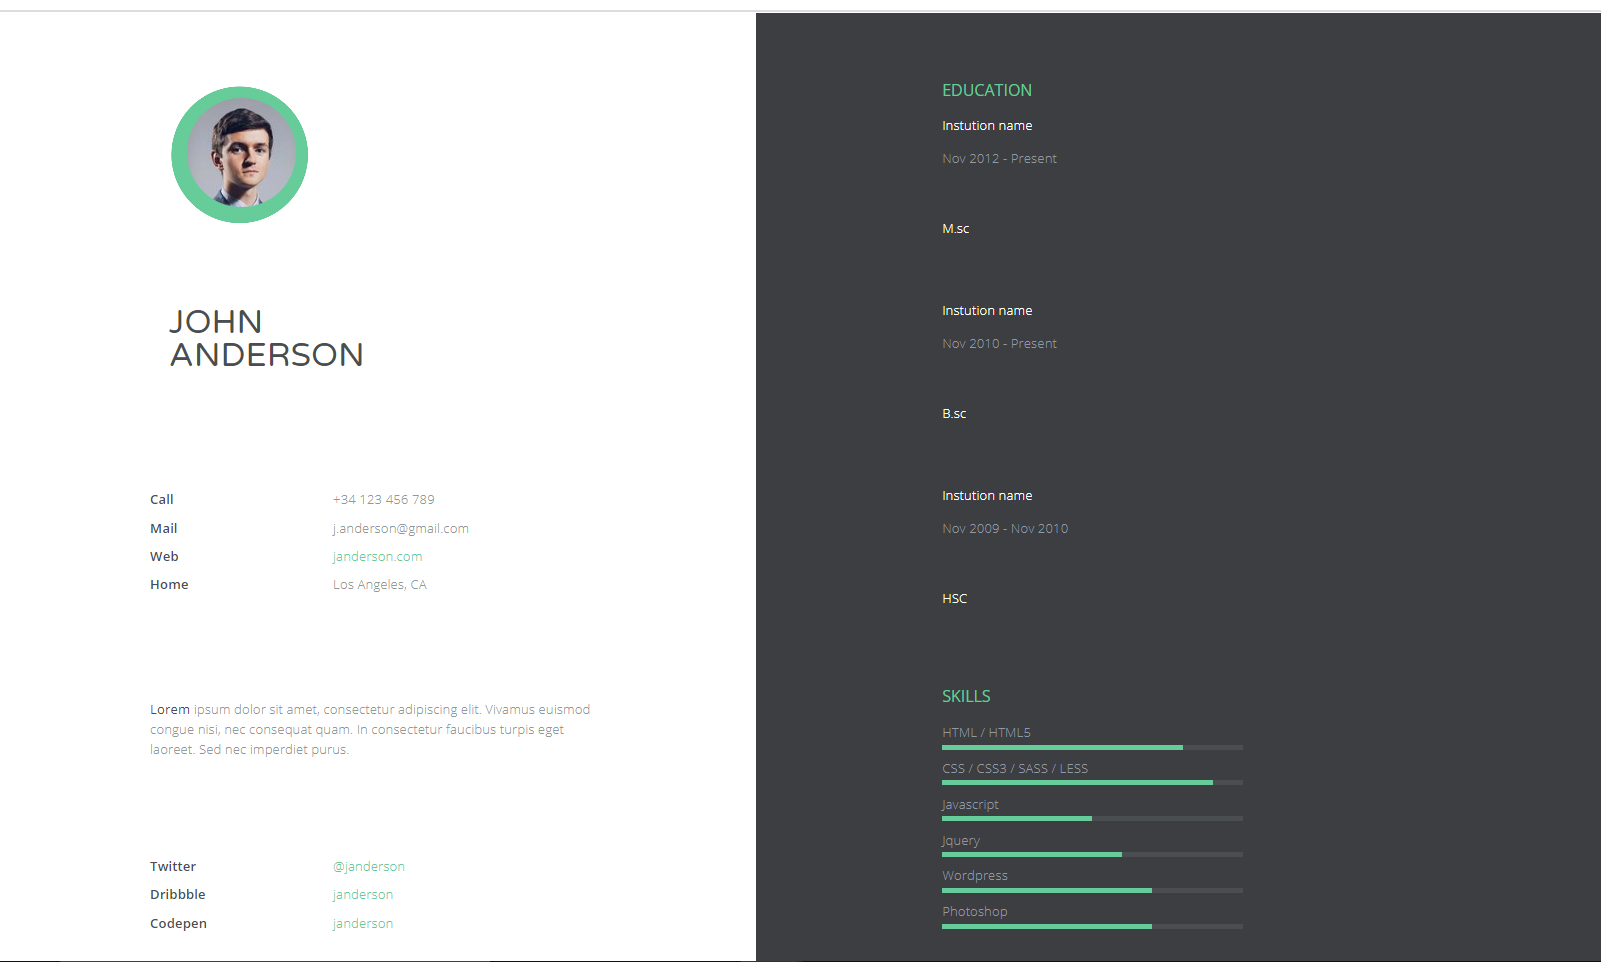 JOHN
ANDERSON
Call +34 123 456 789
Mail j.anderson@gmail.com
Web janderson.com
Home Los Angeles, CA
Lorem ipsum dolor sit amet, consectetur adipiscing elit. Vivamus euismod
congue nisi, nec consequat quam. In consectetur faucibus turpis eget
laoreet. Sed nec imperdiet purus.
Twitter @janderson
Dribbble janderson
Codepen janderson
EDUCATION
Instution name
Nov 2012 - Present
M.sc
Instution name
Nov 2010 - Present
B.sc
Instution name
Nov 2009 - Nov 2010
HSC
SKILLS
HTML / HTML5
CSS / CSS3 / SASS / LESS
Javascript
Jquery
Wordpress
Photoshop